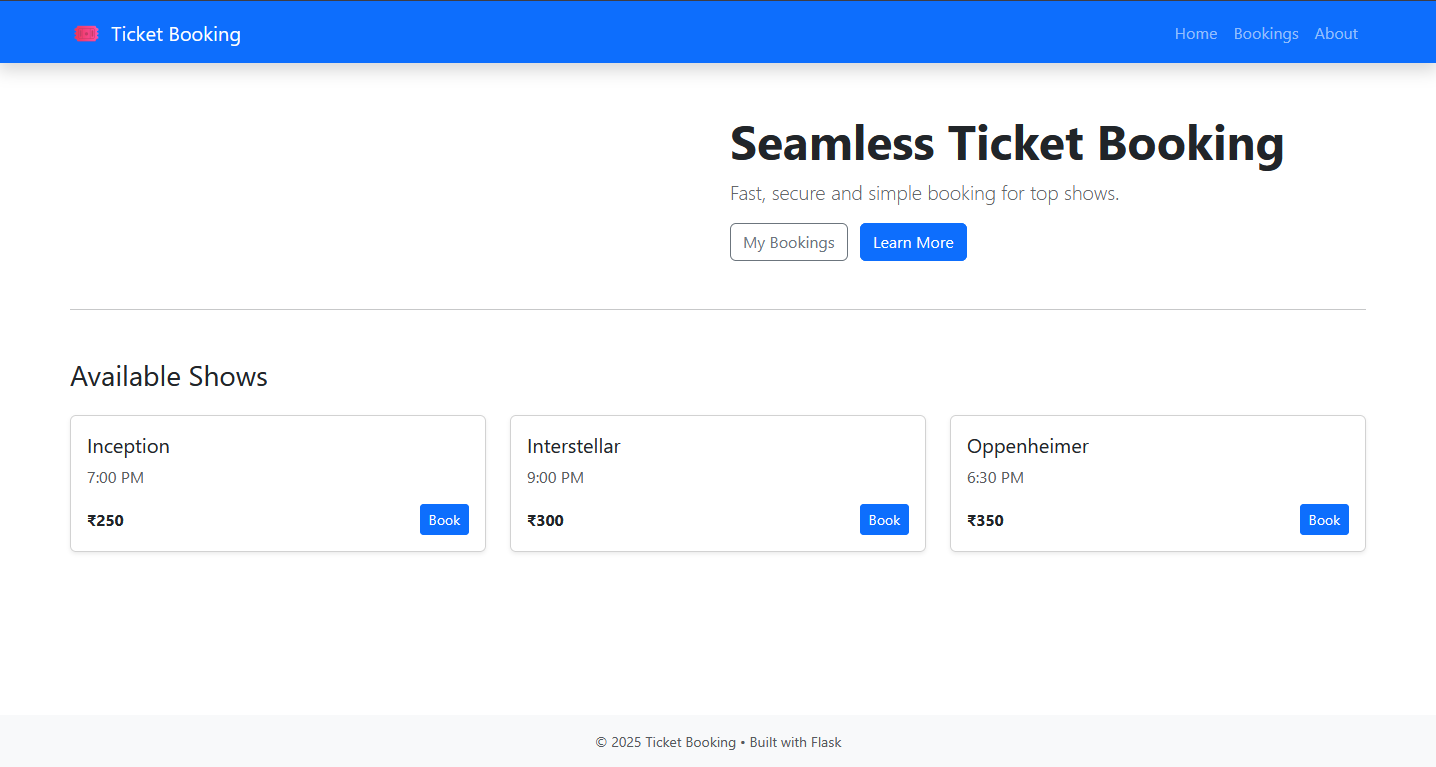 Ticket Booking Home Bookings About
Seamless Ticket Booking
Fast, secure and simple booking for top shows.
My Bookings Learn More
Available Shows
Inception
7:00 PM
₹250 Book
Interstellar
9:00 PM
₹300 Book
Oppenheimer
6:30 PM
₹350 Book
© 2025 Ticket Booking • Built with Flask